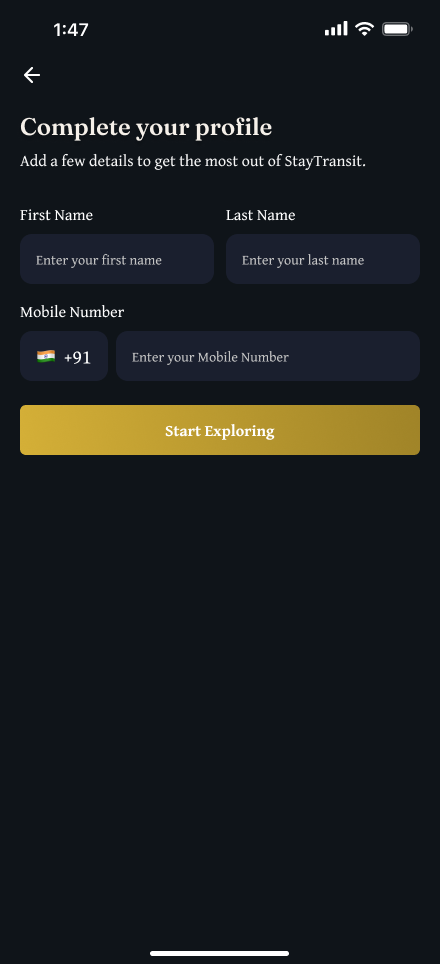 1:47
Complete your profile
Add a few details to get the most out of StayTransit.
First Name Last Name
Enter your first name Enter your last name
Mobile Number
+91 Enter your Mobile Number
Start Exploring